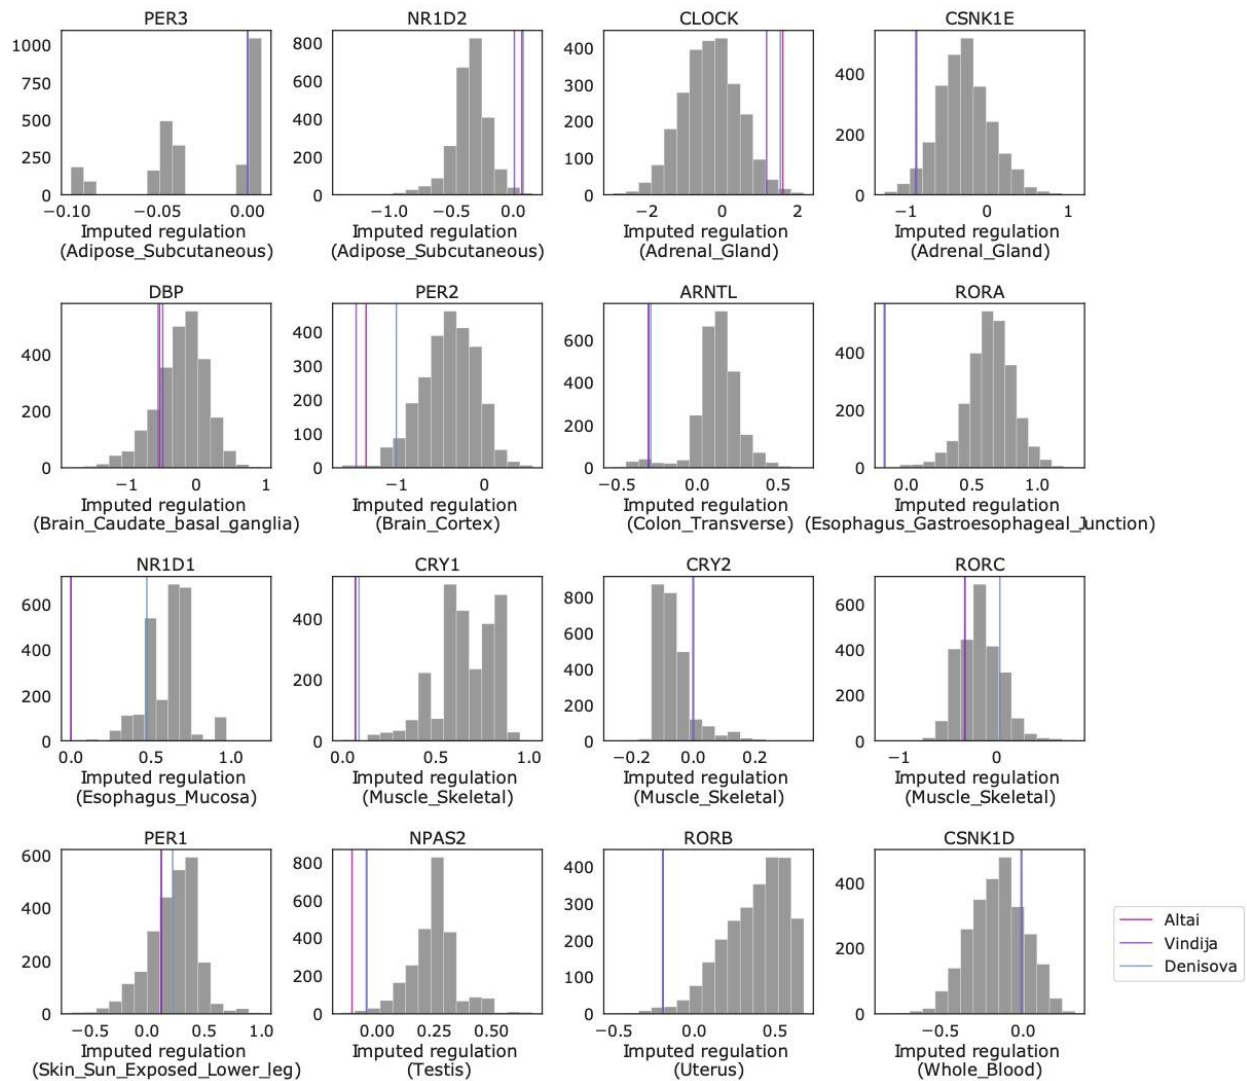 PER3
NR1D2
CLOCK
CSNK1E
1000
750
500
250
0
−0.10
−0.05
0.00
Imputed regulation
(Adipose_Subcutaneous)
800
600
400
200
0
−1.0
−0.5
0.0
Imputed regulation
(Adipose_Subcutaneous)
400
300
200
100
0
−2
0
2
Imputed regulation
(Adrenal_Gland)
400
200
0
−1
0
1
Imputed regulation
(Adrenal_Gland)
DBP
PER2
ARNTL
RORA
400
200
0
−1
0
1
Imputed regulation
(Brain_Caudate_basal_ganglia)
400
300
200
100
0
−1
0
Imputed regulation
(Brain_Cortex)
600
400
200
0
−0.5
0.0
0.5
Imputed regulation
(Colon_Transverse)
400
200
0
0.0
0.5
1.0
Imputed regulation
(Esophagus_Gastroesophageal_Junction)
NR1D1
CRY1
CRY2
RORC
600
400
200
0
0.0
0.5
1.0
Imputed regulation
(Esophagus_Mucosa)
400
200
0
0.0
0.5
1.0
Imputed regulation
(Muscle_Skeletal)
800
600
400
200
0
−0.2
0.0
0.2
Imputed regulation
(Muscle_Skeletal)
600
400
200
0
−1
0
Imputed regulation
(Muscle_Skeletal)
PER1
NPAS2
RORB
CSNK1D
600
400
200
0
−0.5
0.0
0.5
1.0
Imputed regulation
(Skin_Sun_Exposed_Lower_leg)
800
600
400
200
0
0.00
0.25
0.50
Imputed regulation
(Testis)
400
300
200
100
0
−0.5
0.0
0.5
Imputed regulation
(Uterus)
400
200
0
−0.5
0.0
Imputed regulation
(Whole_Blood)
Altai
Vindija
Denisova